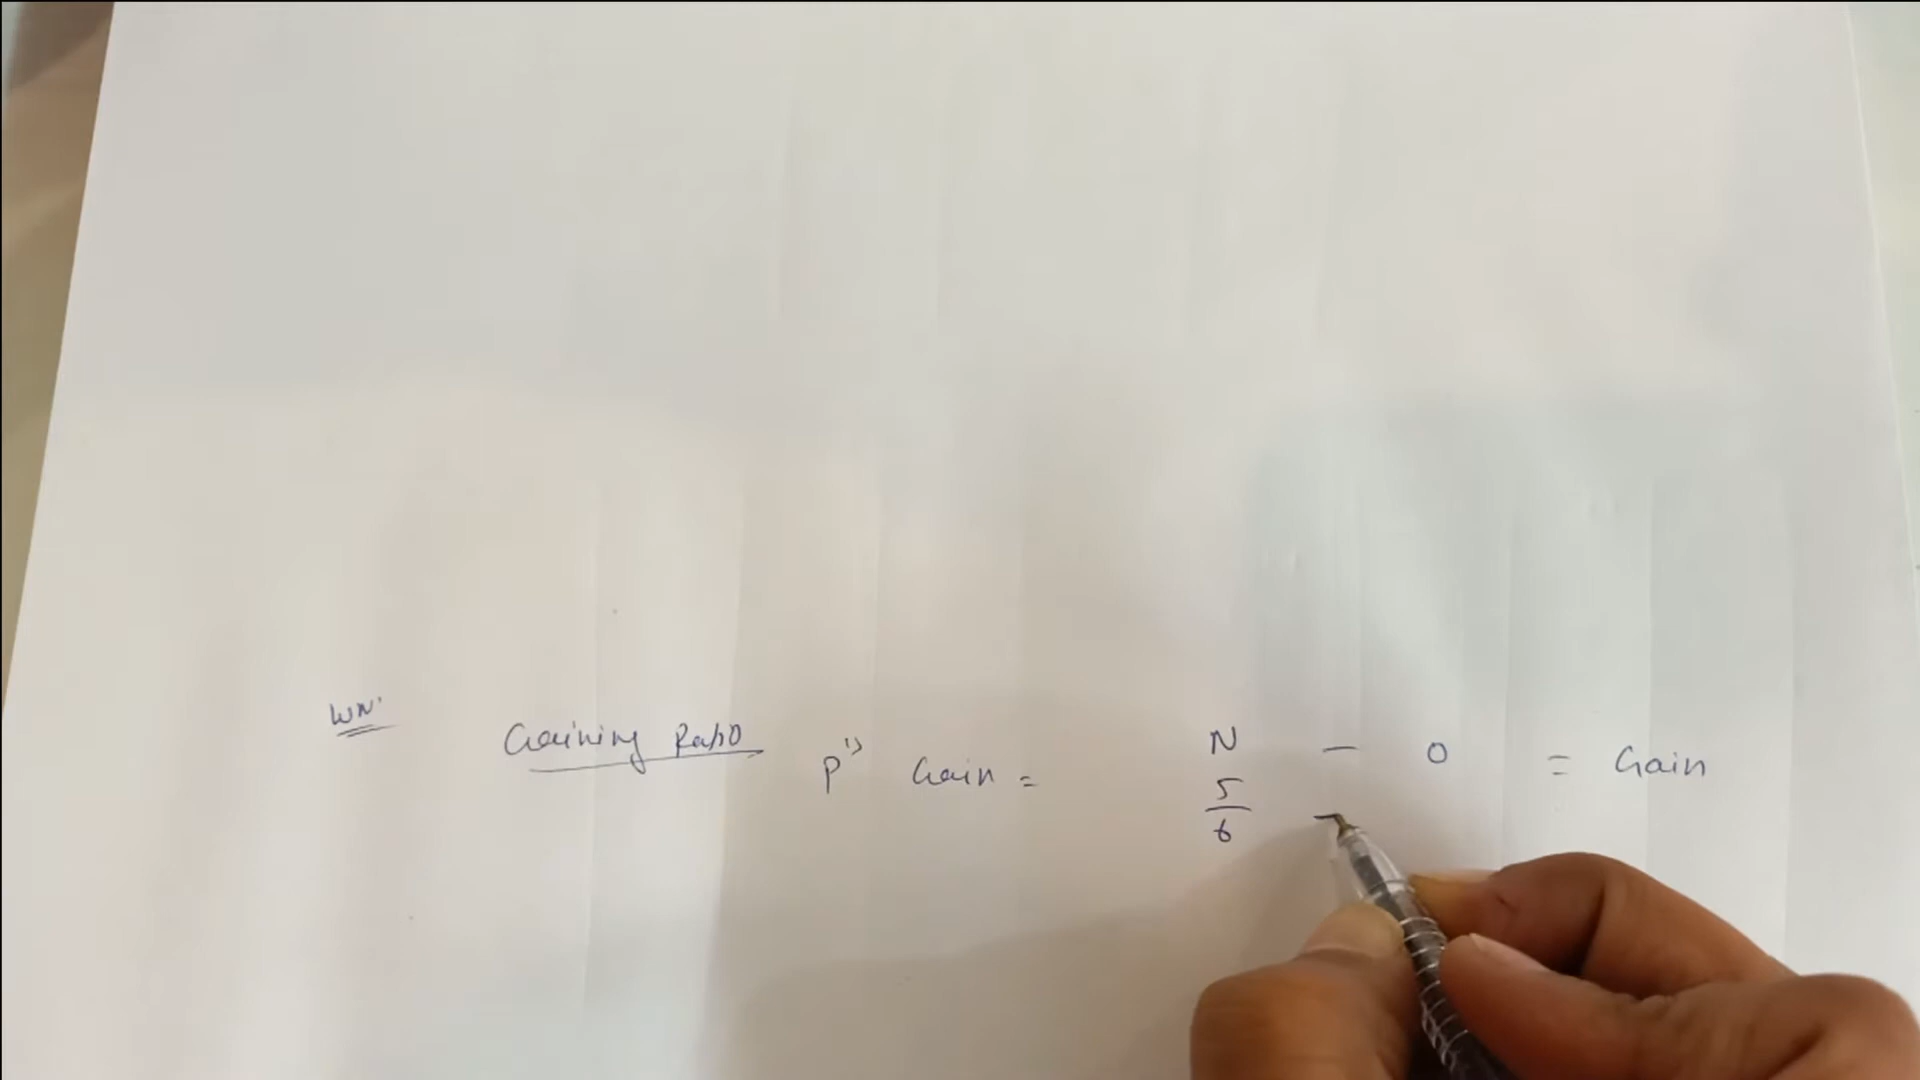 WN.
Gaining Ratio P's Gain = N - O = Gain
5/6 -